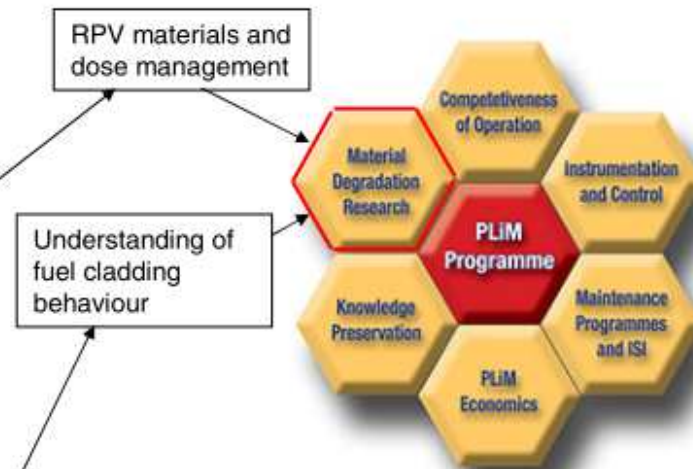 RPV materials and
dose management
Understanding of
fuel cladding
behaviour
Competetiveness
of Operation
Material
Degradation
Research
Instrumentation
and Control
PLiM
Programme
Knowledge
Preservation
Maintenance
Programmes
and ISI
PLiM
Economics